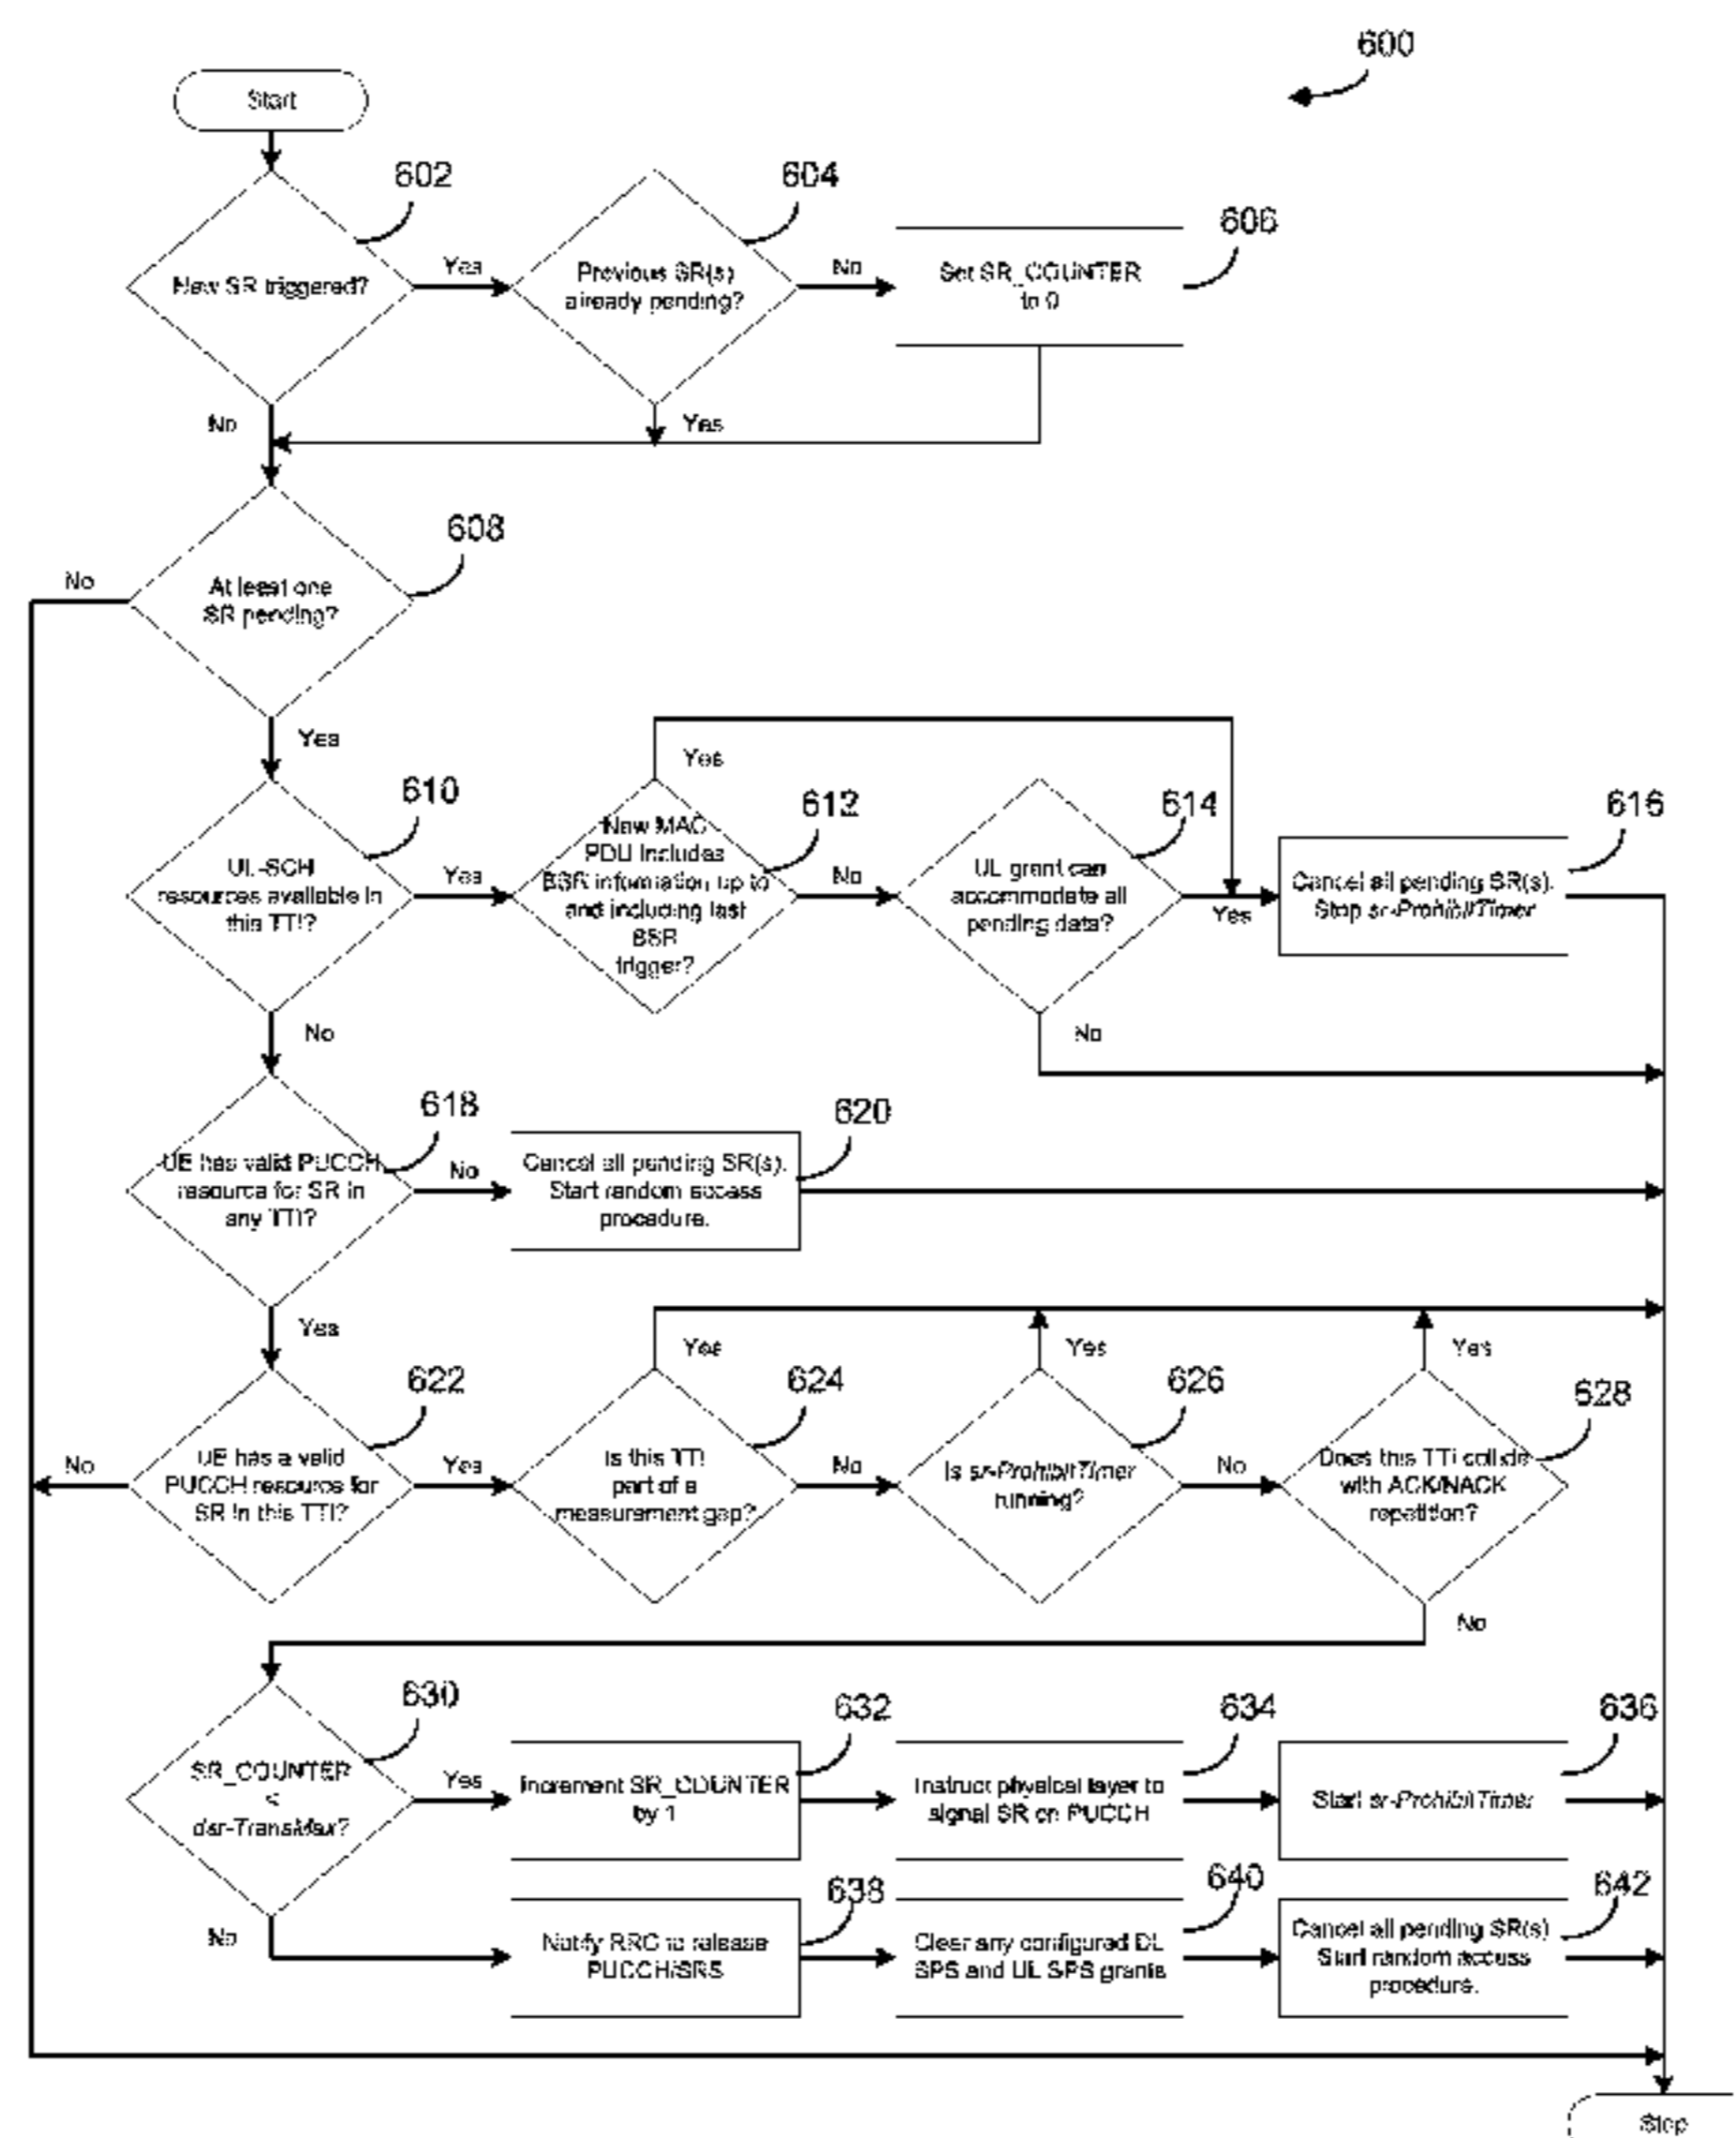 600
Start
602
604
606
New SR triggered?
Yes
Previous SR(s)
already pending?
No
Set SR_COUNTER
to 0
No
Yes
608
No
At least one
SR pending?
Yes
Yes
610
612
614
616
UL-SCH
resources available in
this TTI?
Yes
New MAC
PDU includes
BSR information up to
and including last
BSR
trigger?
No
UL grant can
accommodate all
pending data?
Yes
Cancel all pending SR(s).
Stop sr-ProhibitTimer
No
No
618
620
UE has valid PUCCH
resource for SR in
any TTI?
No
Cancel all pending SR(s).
Start random access
procedure.
Yes
Yes
Yes
Yes
622
624
626
628
No
UE has a valid
PUCCH resource for
SR in this TTI?
Yes
Is this TTI
part of a
measurement gap?
No
Is sr-ProhibitTimer
running?
No
Does this TTI collide
with ACK/NACK
repetition?
No
630
632
634
636
SR_COUNTER
<
dsr-TransMax?
Yes
Increment SR_COUNTER
by 1
Instruct physical layer to
signal SR on PUCCH
Start sr-ProhibitTimer
638
640
642
No
Notify RRC to release
PUCCH/SRS
Clear any configured DL
SPS and UL SPS grants
Cancel all pending SR(s)
Start random access
procedure.
Stop